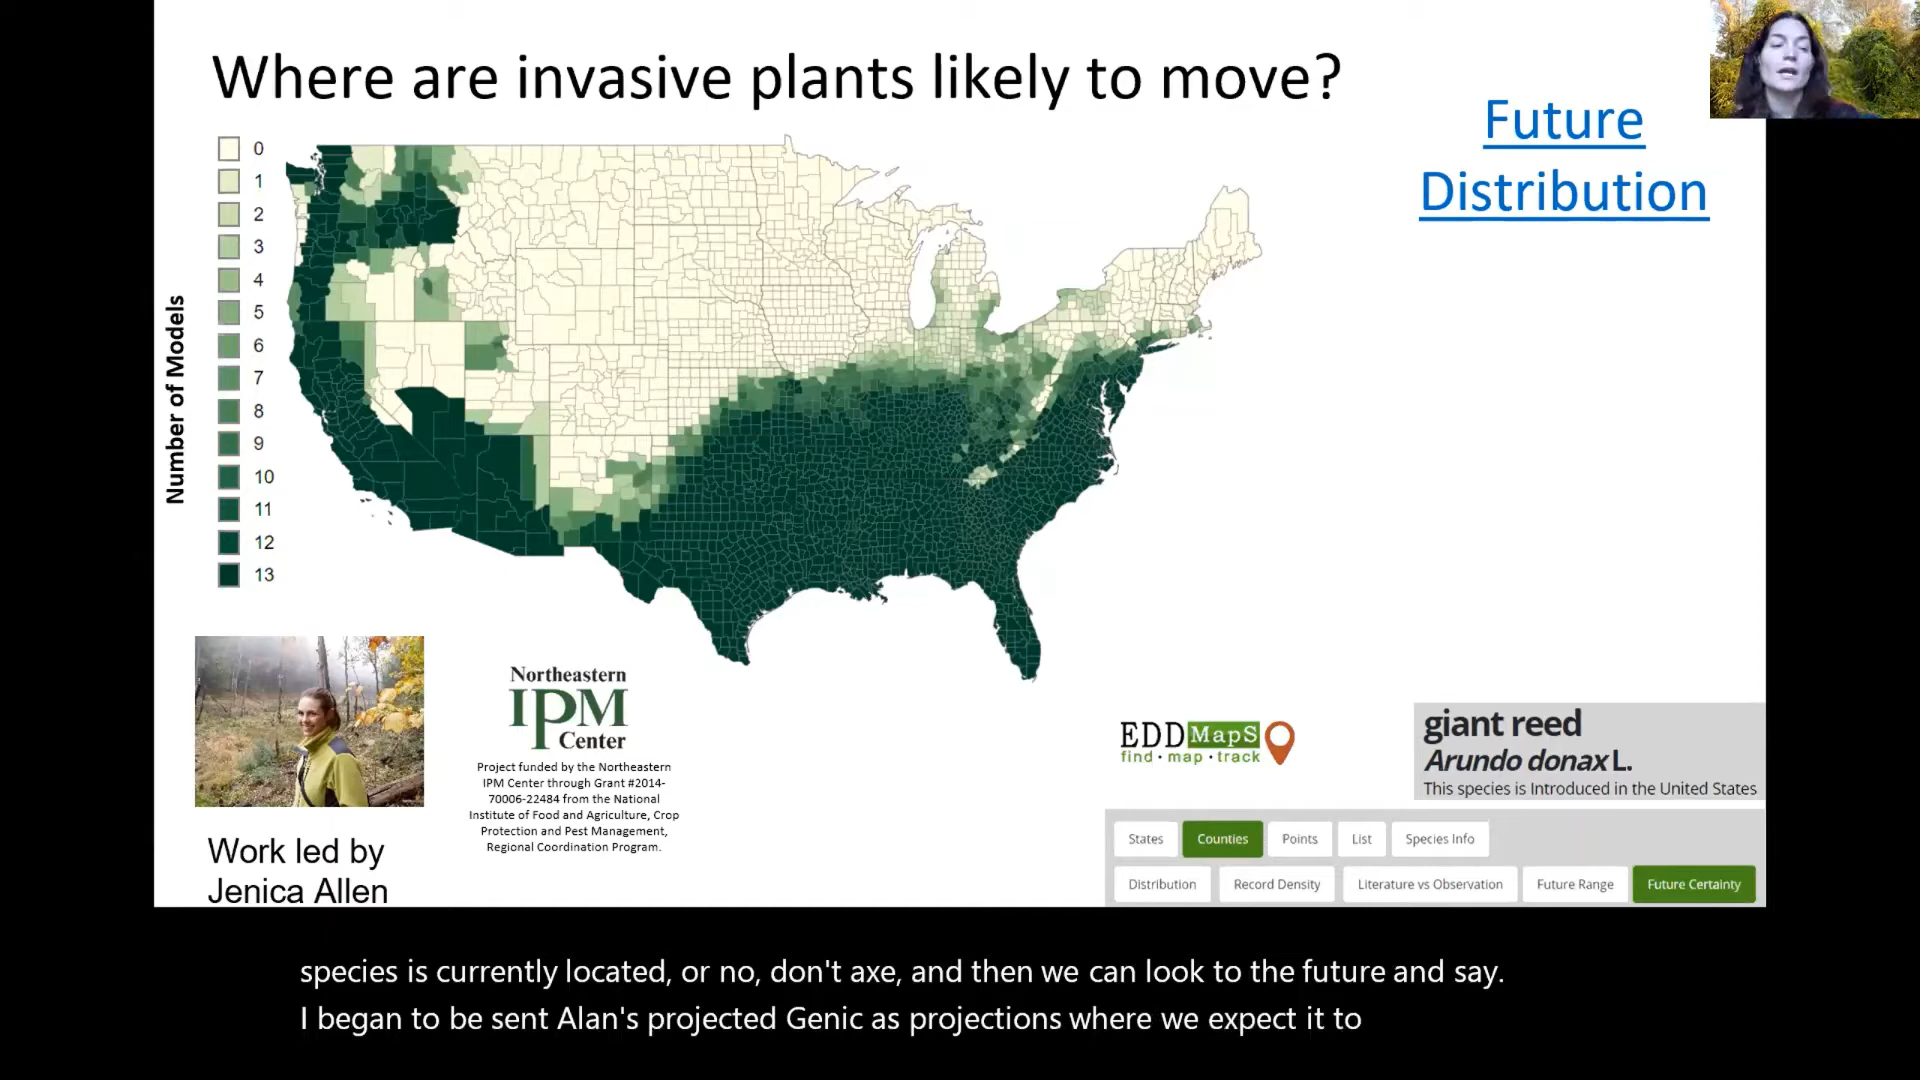 Where are invasive plants likely to move?
Future
Distribution
Number of Models
0
1
2
3
4
5
6
7
8
9
10
11
12
13
Northeastern
IPM
Center
Project funded by the Northeastern
IPM Center through Grant #2014-
70006-22484 from the National
Institute of Food and Agriculture, Crop
Protection and Pest Management,
Regional Coordination Program.
Work led by
Jenica Allen
EDDMapS
find · map · track
giant reed
Arundo donax L.
This species is Introduced in the United States
States Counties Points List Species Info
Distribution Record Density Literature vs Observation Future Range Future Certainty
species is currently located, or no, don't axe, and then we can look to the future and say.
I began to be sent Alan's projected Genic as projections where we expect it to